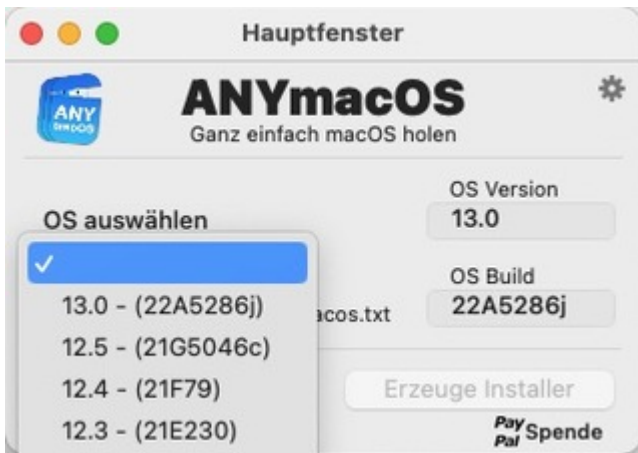 Hauptfenster
ANY
macOS
ANYmacOS
Ganz einfach macOS holen
OS Version
OS auswählen
13.0
✓
OS Build
13.0 - (22A5286j)
acos.txt
22A5286j
12.5 - (21G5046c)
12.4 - (21F79)
Erzeuge Installer
12.3 - (21E230)
PayPal Spende